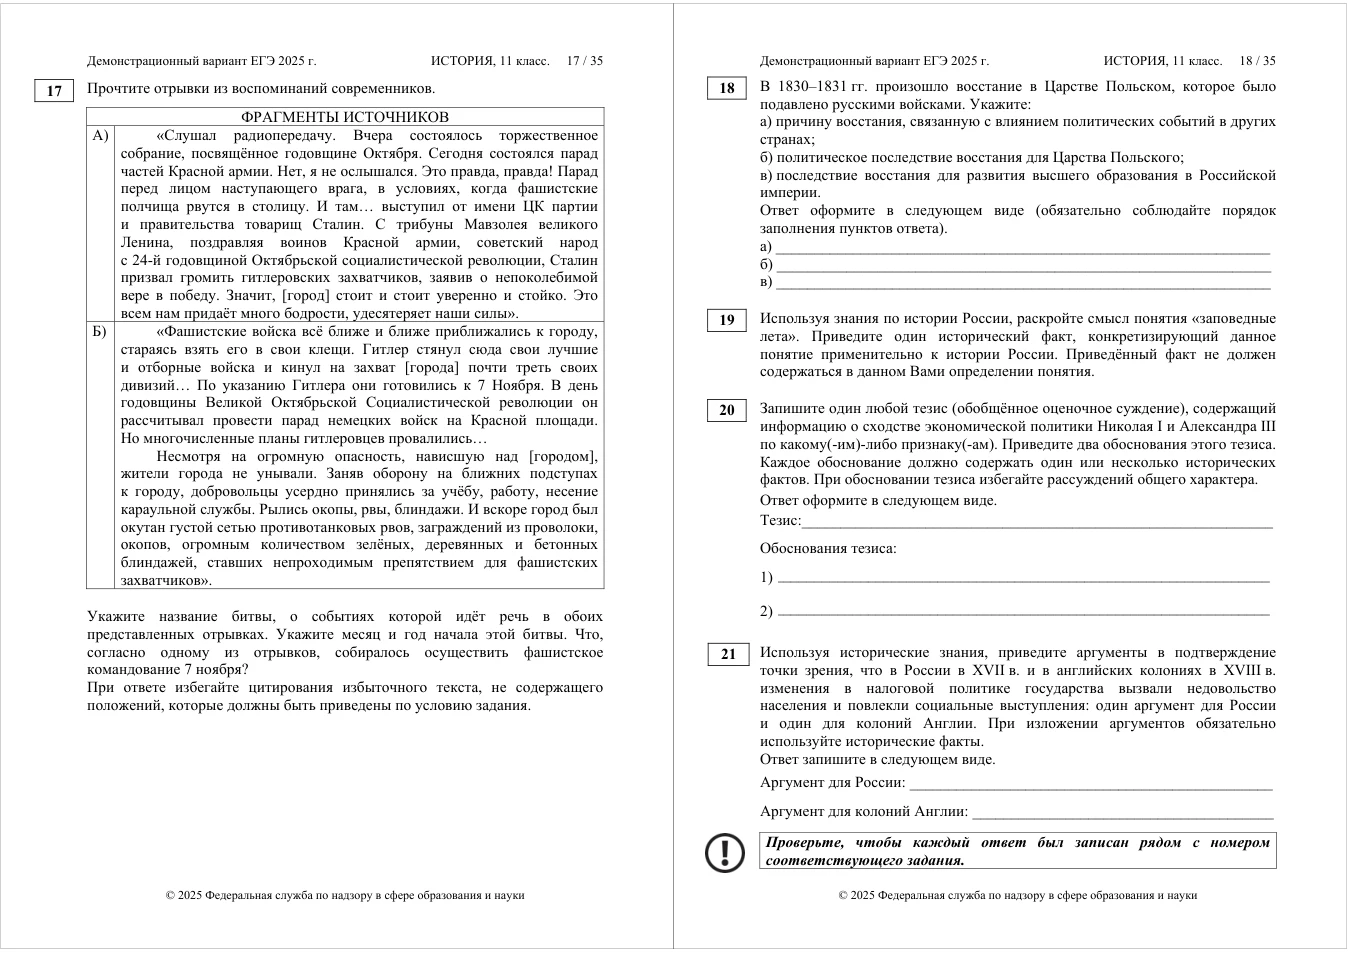 Демонстрационный вариант ЕГЭ 2025 г. ИСТОРИЯ, 11 класс. 17 / 35
17 Прочтите отрывки из воспоминаний современников.
ФРАГМЕНТЫ ИСТОЧНИКОВ
А) «Слушал радиопередачу. Вчера состоялось торжественное
собрание, посвящённое годовщине Октября. Сегодня состоялся парад
частей Красной армии. Нет, я не ослышался. Это правда, правда! Парад
перед лицом наступающего врага, в условиях, когда фашистские
полчища рвутся в столицу. И там… выступил от имени ЦК партии
и правительства товарищ Сталин. С трибуны Мавзолея великого
Ленина, поздравляя воинов Красной армии, советский народ
с 24-й годовщиной Октябрьской социалистической революции, Сталин
призвал громить гитлеровских захватчиков, заявив о непоколебимой
вере в победу. Значит, [город] стоит и стоит уверенно и стойко. Это
всем нам придаёт много бодрости, удесятеряет наши силы».
Б) «Фашистские войска всё ближе и ближе приближались к городу,
стараясь взять его в свои клещи. Гитлер стянул сюда свои лучшие
и отборные войска и кинул на захват [города] почти треть своих
дивизий… По указанию Гитлера они готовились к 7 Ноября. В день
годовщины Великой Октябрьской Социалистической революции он
рассчитывал провести парад немецких войск на Красной площади.
Но многочисленные планы гитлеровцев провалились…
Несмотря на огромную опасность, нависшую над [городом],
жители города не унывали. Заняв оборону на ближних подступах
к городу, добровольцы усердно принялись за учёбу, работу, несение
караульной службы. Рылись окопы, рвы, блиндажи. И вскоре город был
окутан густой сетью противотанковых рвов, заграждений из проволоки,
окопов, огромным количеством зелёных, деревянных и бетонных
блиндажей, ставших непроходимым препятствием для фашистских
захватчиков».
Укажите название битвы, о событиях которой идёт речь в обоих
представленных отрывках. Укажите месяц и год начала этой битвы. Что,
согласно одному из отрывков, собиралось осуществить фашистское
командование 7 ноября?
При ответе избегайте цитирования избыточного текста, не содержащего
положений, которые должны быть приведены по условию задания.
© 2025 Федеральная служба по надзору в сфере образования и науки
Демонстрационный вариант ЕГЭ 2025 г. ИСТОРИЯ, 11 класс. 18 / 35
18 В 1830–1831 гг. произошло восстание в Царстве Польском, которое было
подавлено русскими войсками. Укажите:
а) причину восстания, связанную с влиянием политических событий в других
странах;
б) политическое последствие восстания для Царства Польского;
в) последствие восстания для развития высшего образования в Российской
империи.
Ответ оформите в следующем виде (обязательно соблюдайте порядок
заполнения пунктов ответа).
а)
б)
в)
19 Используя знания по истории России, раскройте смысл понятия «заповедные
лета». Приведите один исторический факт, конкретизирующий данное
понятие применительно к истории России. Приведённый факт не должен
содержаться в данном Вами определении понятия.
20 Запишите один любой тезис (обобщённое оценочное суждение), содержащий
информацию о сходстве экономической политики Николая I и Александра III
по какому(-им)-либо признаку(-ам). Приведите два обоснования этого тезиса.
Каждое обоснование должно содержать один или несколько исторических
фактов. При обосновании тезиса избегайте рассуждений общего характера.
Ответ оформите в следующем виде.
Тезис:
Обоснования тезиса:
1)
2)
21 Используя исторические знания, приведите аргументы в подтверждение
точки зрения, что в России в XVII в. и в английских колониях в XVIII в.
изменения в налоговой политике государства вызвали недовольство
населения и повлекли социальные выступления: один аргумент для России
и один для колоний Англии. При изложении аргументов обязательно
используйте исторические факты.
Ответ запишите в следующем виде.
Аргумент для России:
Аргумент для колоний Англии:
Проверьте, чтобы каждый ответ был записан рядом с номером
соответствующего задания.
© 2025 Федеральная служба по надзору в сфере образования и науки